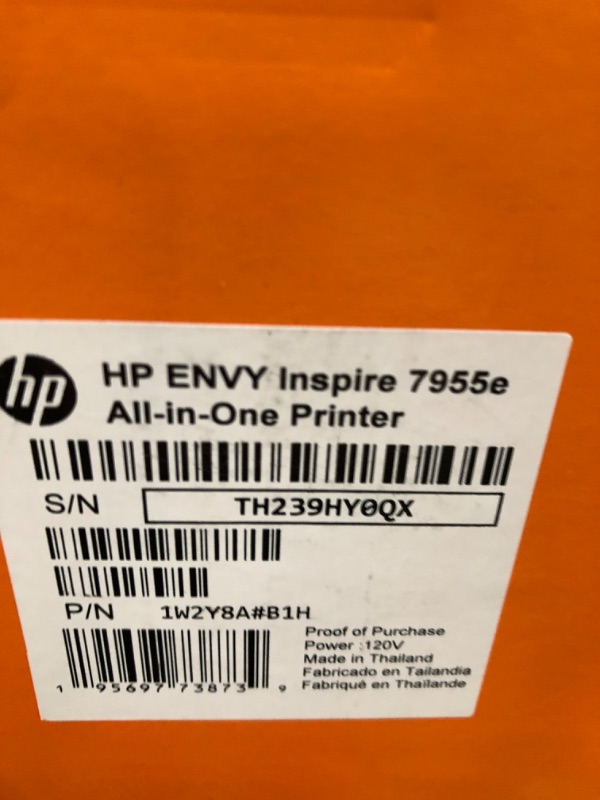 hp
HP ENVY Inspire 7955e
All-in-One Printer
S/N TH239HY0QX
P/N 1W2Y8A#B1H
Proof of Purchase
Power :120V
Made in Thailand
Fabricado en Tailandia
Fabriqué en Thaïlande
1 95697 73873 9